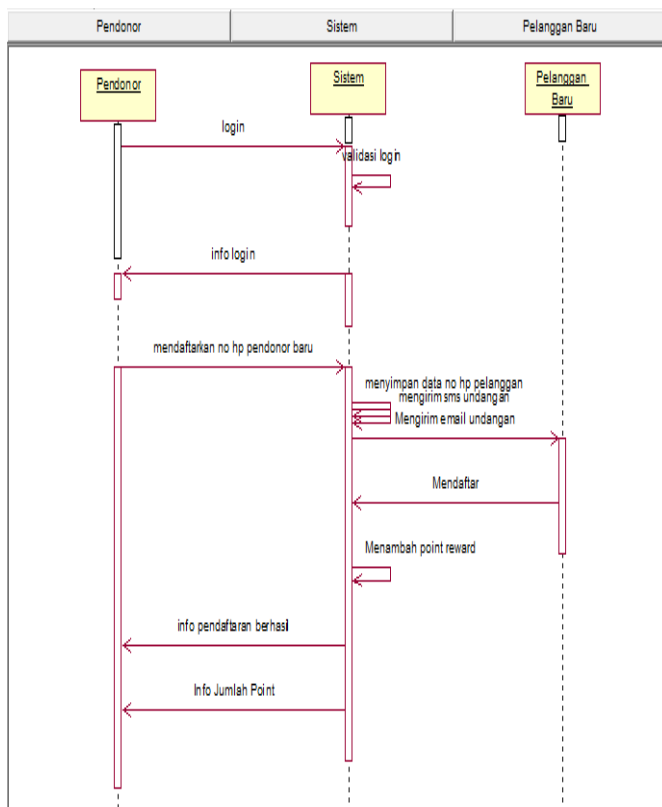 Pendonor Sistem Pelanggan Baru
Pendonor
Sistem
Pelanggan
Baru
login
validasi login
info login
mendaftarkan no hp pendonor baru
menyimpan data no hp pelanggan
mengirim sms undangan
Mengirim email undangan
Mendaftar
Menambah point reward
info pendaftaran berhasi
Info Jumlah Point